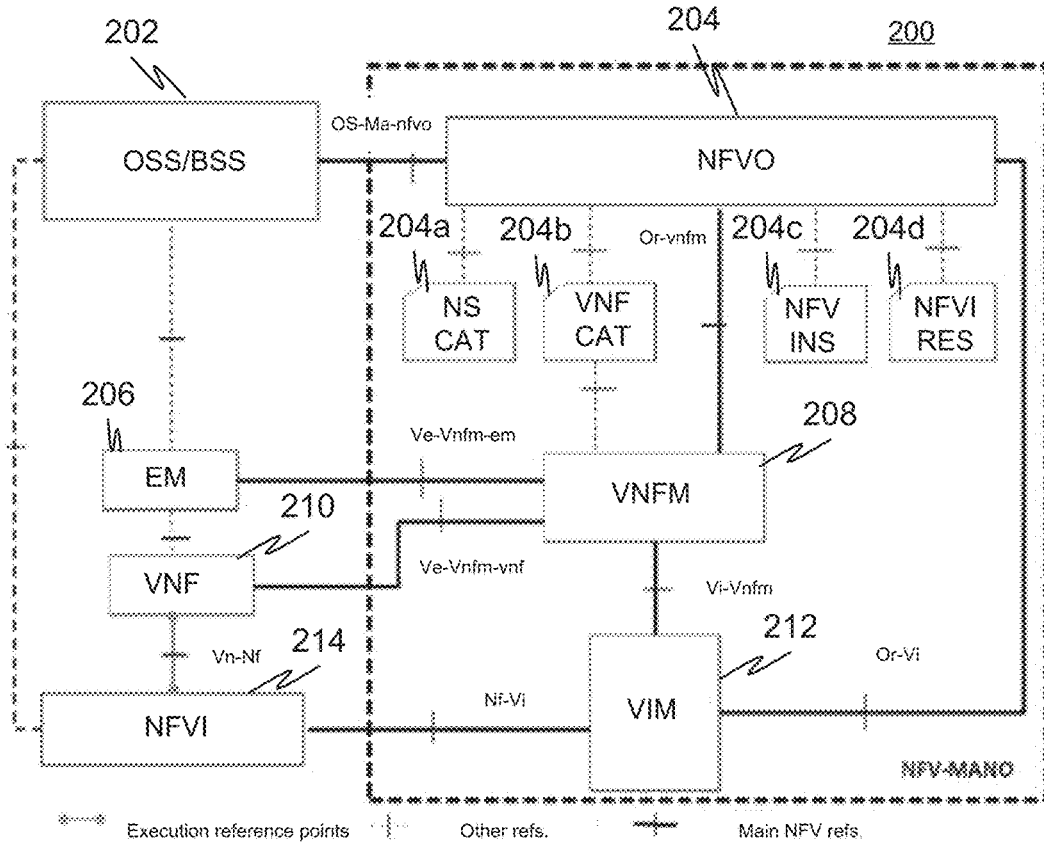 202
204
200
OSS/BSS
OS-Ma-nfvo
NFVO
204a
204b
Or-vnfm
204c
204d
NS
CAT
VNF
CAT
NFV
INS
NFVI
RES
206
Ve-Vnfm-em
208
EM
VNFM
210
VNF
Ve-Vnfm-vnf
Vi-Vnfm
214
212
Vn-Nf
Or-Vi
NFVI
Nf-Vi
VIM
NFV-MANO
Execution reference points
Other refs.
Main NFV refs.